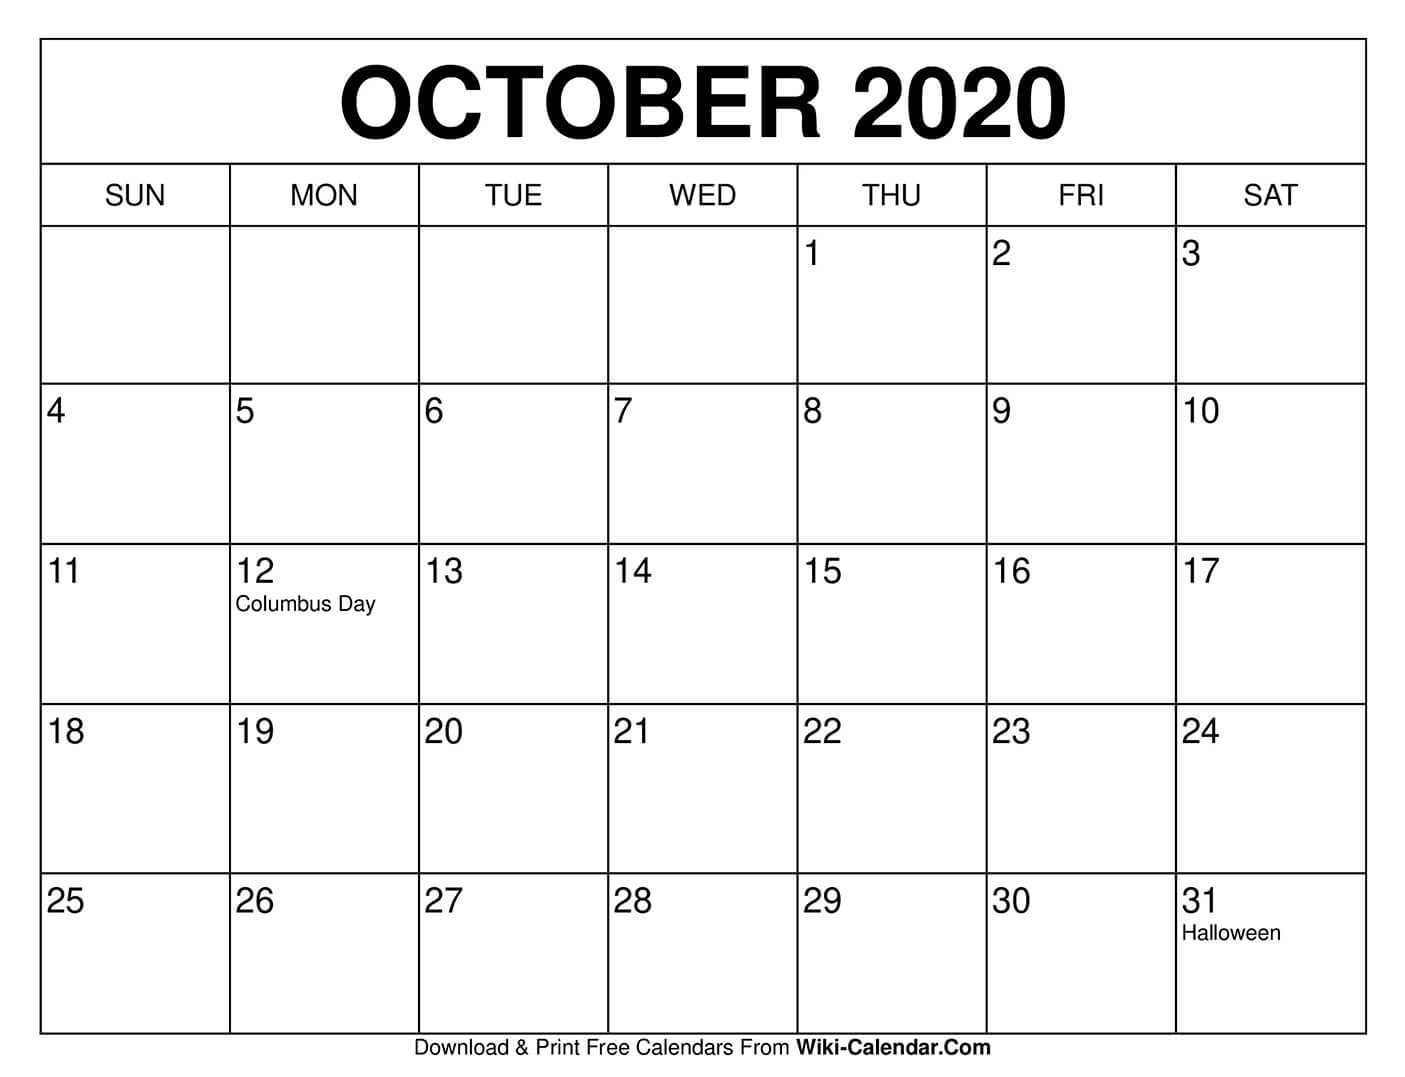 OCTOBER 2020
SUN MON TUE WED THU FRI SAT
1 2 3
4 5 6 7 8 9 10
11 12 13 14 15 16 17
Columbus Day
18 19 20 21 22 23 24
25 26 27 28 29 30 31
Halloween
Download & Print Free Calendars From Wiki-Calendar.Com